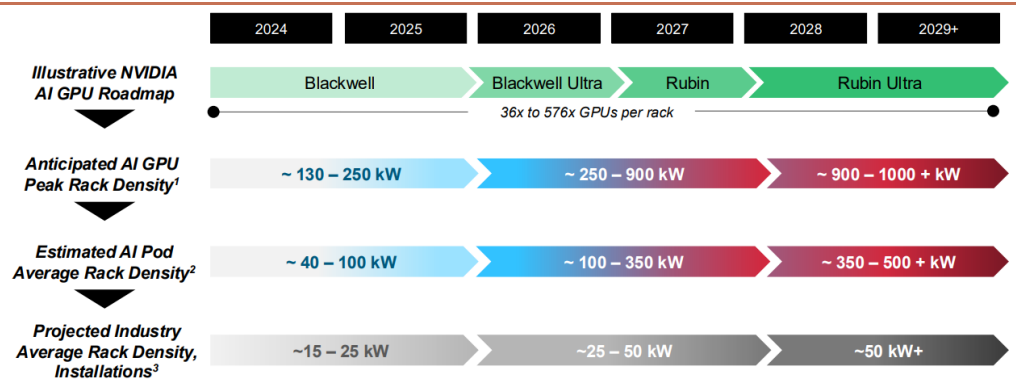 2024 2025 2026 2027 2028 2029+
Illustrative NVIDIA
AI GPU Roadmap
Blackwell Blackwell Ultra Rubin Rubin Ultra
36x to 576x GPUs per rack
Anticipated AI GPU
Peak Rack Density¹
~ 130 – 250 kW ~ 250 – 900 kW ~ 900 – 1000 + kW
Estimated AI Pod
Average Rack Density²
~ 40 – 100 kW ~ 100 – 350 kW ~ 350 – 500 + kW
Projected Industry
Average Rack Density,
Installations³
~15 – 25 kW ~25 – 50 kW ~50 kW+